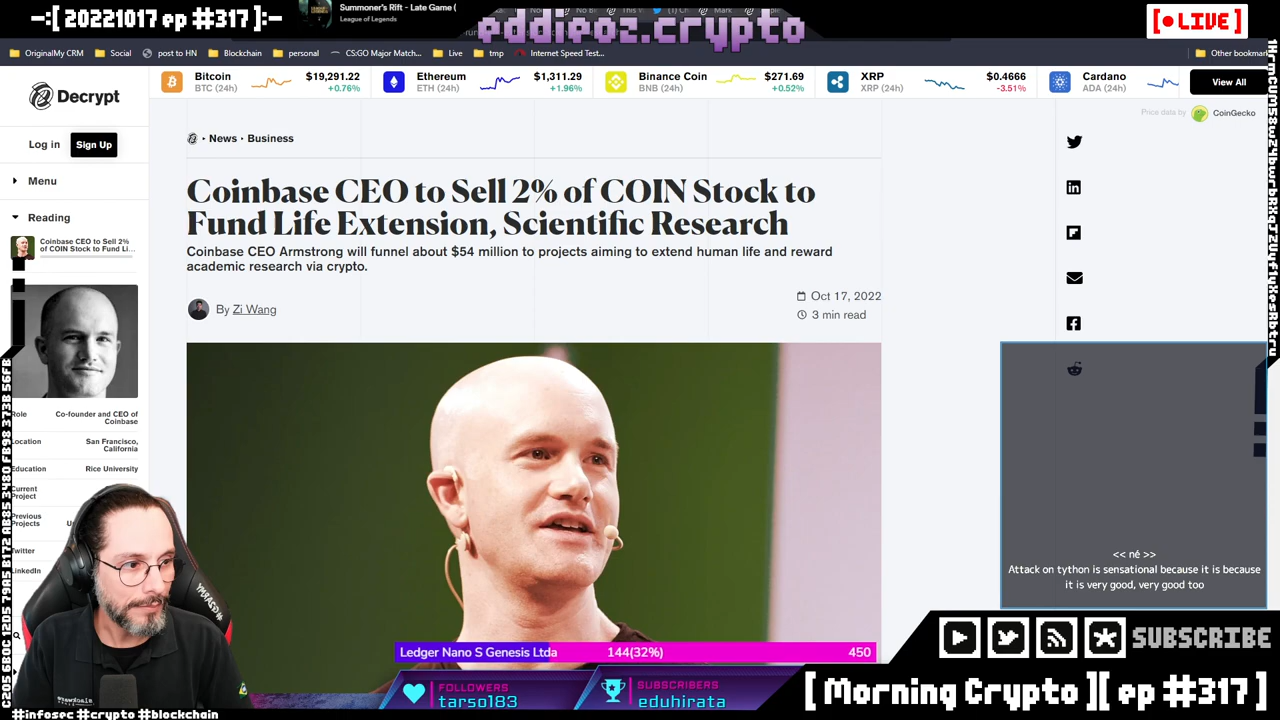 -:[ 20221017 ep #317]:-
Summoner's Rift - Late Game (
League of Legends
eddieoz.crypto
[ • LIVE ]
OriginalMy CRM
Social
post to HN
Blockchain
personal
CS:GO Major Match...
Live
tmp
Internet Speed Test...
Other bookmar
Decrypt
Bitcoin $19,291.22
BTC (24h) +0.76%
Ethereum $1,311.29
ETH (24h) +1.96%
Binance Coin $271.69
BNB (24h) +0.52%
XRP $0.4666
XRP (24h) -3.51%
Cardano
ADA (24h)
View All
Price data by CoinGecko
Log in
Sign Up
Menu
Reading
Coinbase CEO to Sell 2%
of COIN Stock to Fund Li...
News · Business
Coinbase CEO to Sell 2% of COIN Stock to
Fund Life Extension, Scientific Research
Coinbase CEO Armstrong will funnel about $54 million to projects aiming to extend human life and reward
academic research via crypto.
By Zi Wang
Oct 17, 2022
3 min read
Role Co-founder and CEO of
Coinbase
Location San Francisco,
California
Education Rice University
Current
Project
Previous
Projects
Twitter
LinkedIn
<< né >>
Attack on tython is sensational because it is because
it is very good, very good too
Ledger Nano S Genesis Ltda 144(32%) 450
FOLLOWERS
tarso183
SUBSCRIBERS
eduhirata
SUBSCRIBE
[ Morning Crypto ][ ep #317 ]
#infosec #crypto #blockchain